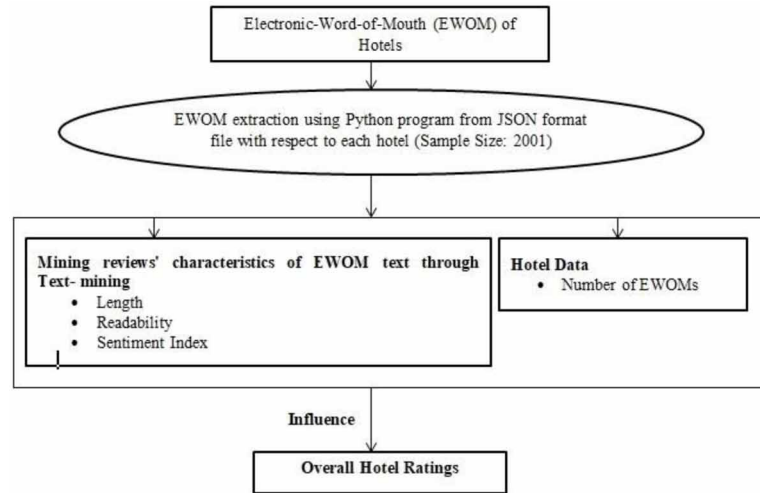 Electronic-Word-of-Mouth (EWOM) of
Hotels
EWOM extraction using Python program from JSON format
file with respect to each hotel (Sample Size: 2001)
Mining reviews' characteristics of EWOM text through
Text- mining
• Length
• Readability
• Sentiment Index
Hotel Data
• Number of EWOMs
Influence
Overall Hotel Ratings